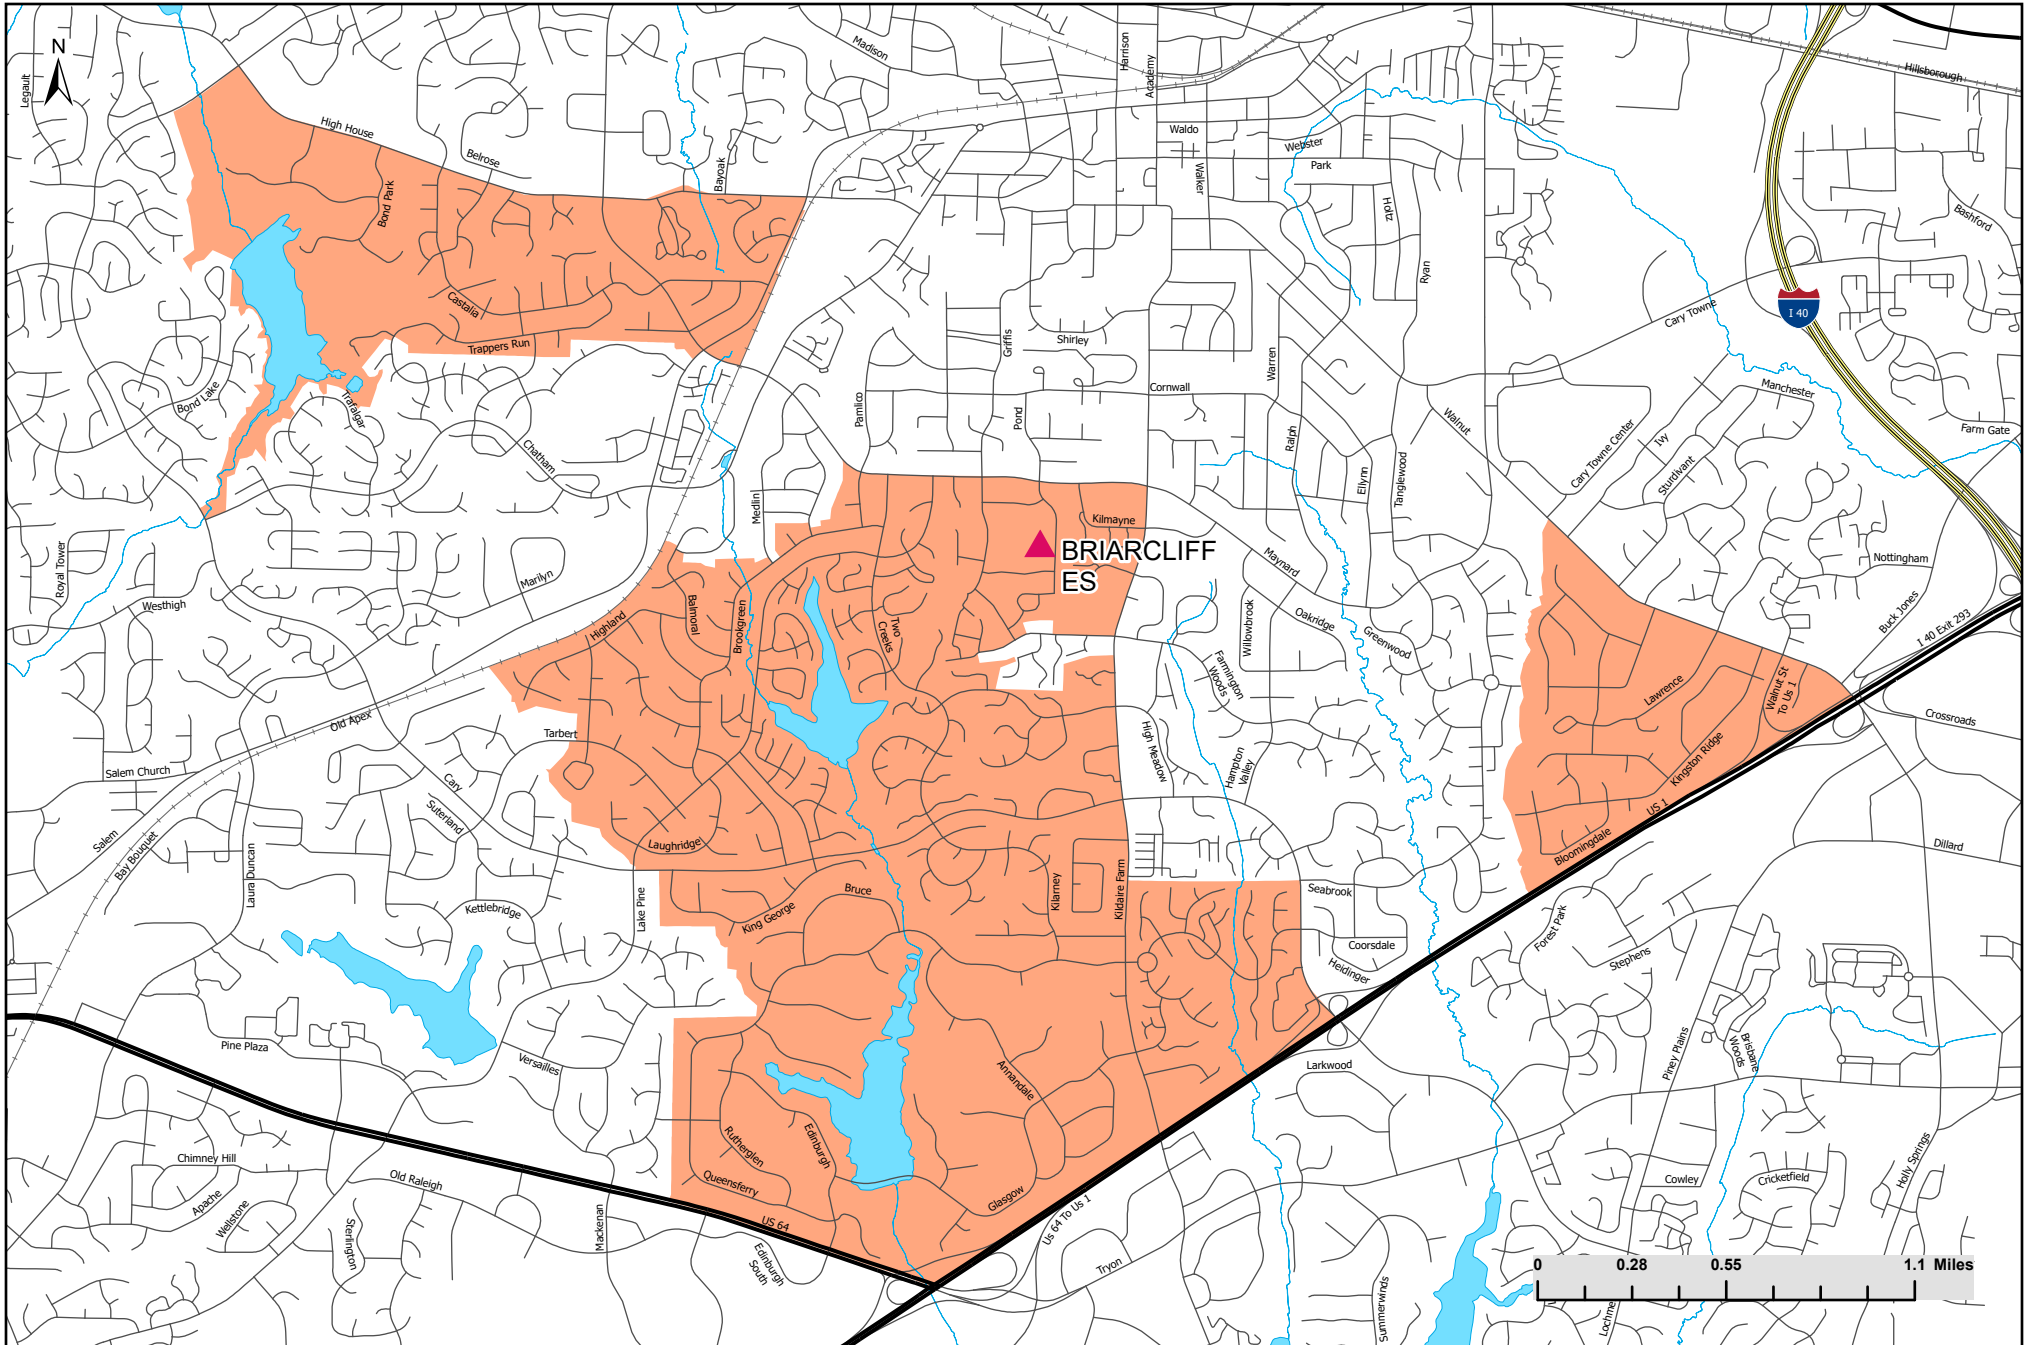 N
Legault
Madison
Harrison
Academy
Hillsborough
High House
Belrose
Bayoak
Waldo
Webster
Park
Walker
Holtz
Bashford
Bond Park
Ryan
I 40
Cary Towne
Castalia
Trappers Run
Griffis
Shirley
Warren
Cornwall
Manchester
Bond Lake
Trafalgar
Pamlico
Pond
Walnut
Farm Gate
Chatham
Ralph
Ivy
Cary Towne Center
Ellynn
Tanglewood
Sturdivant
Medlin
Kilmayne
BRIARCLIFF
ES
Maynard
Nottingham
Royal Tower
Marilyn
Westhigh
Highland
Balmoral
Brookgreen
Two
Creeks
Willowbrook
Oakridge
Greenwood
Buck Jones
I 40 Exit 293
Farmington
Woods
Lawrence
Walnut St
To Us 1
Old Apex
Tarbert
High Meadow
Crossroads
Salem Church
Cary
Hampton
Valley
Kingston Ridge
US 1
Suterland
Salem
Bay Bouquet
Laughridge
Bloomingdale
Dillard
Laura Duncan
Lake Pine
Bruce
King George
Kilarney
Kildaire Farm
Seabrook
Kettlebridge
Forest Park
Coorsdale
Heidinger
Stephens
Pine Plaza
Versailles
Annandale
Larkwood
Piney Plains
Brisbane
Woods
Rutherglen
Edinburgh
Chimney Hill
Queensferry
Old Raleigh
Apache
Wellstone
Sterlington
Mackenan
US 64
Edinburgh
South
Glasgow
Us 64 To Us 1
Tryon
Cowley
Cricketfield
Holly Springs
Summerwinds
Lochme
0 0.28 0.55 1.1 Miles